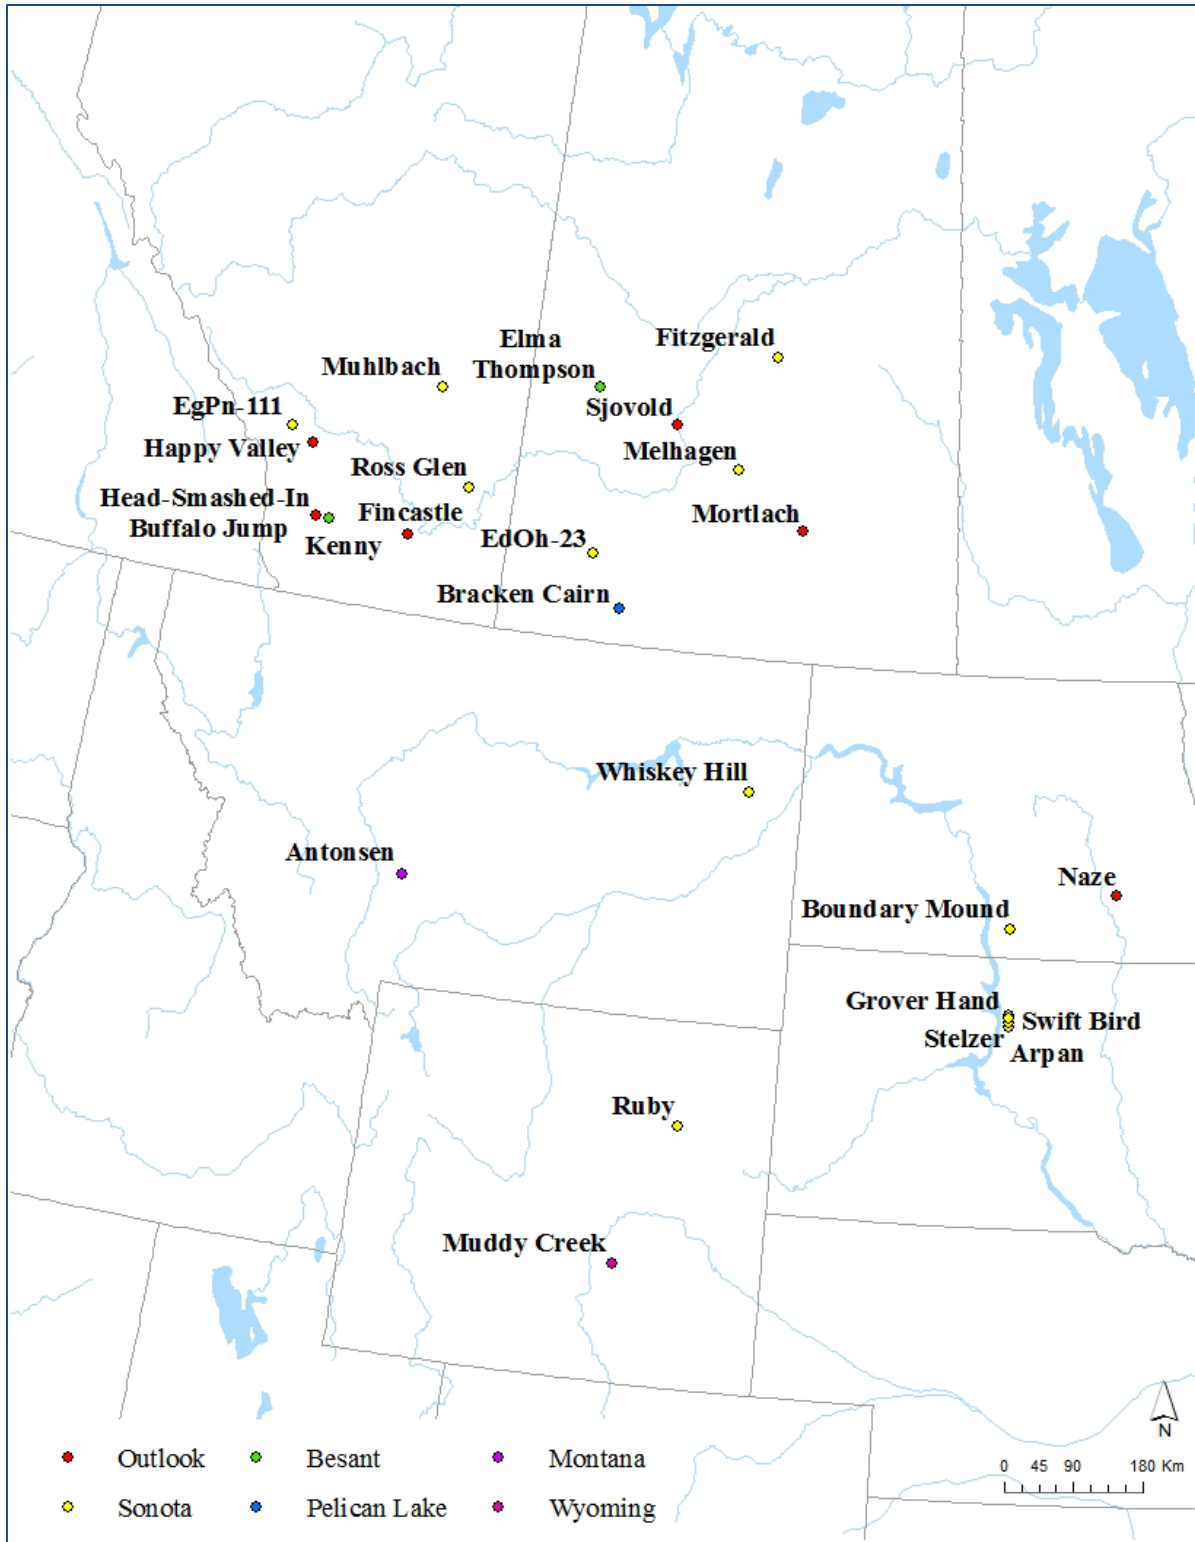 Elma
Thompson
Fitzgerald
Muhlbach
Sjovold
EgPn-111
Happy Valley
Melhagen
Ross Glen
Head-Smashed-In
Buffalo Jump
Fincastle
Mortlach
Kenny
EdOh-23
Bracken Cairn
Whiskey Hill
Antonsen
Naze
Boundary Mound
Grover Hand
Swift Bird
Stelzer
Arpan
Ruby
Muddy Creek
N
Outlook
Besant
Montana
0 45 90 180 Km
Sonota
Pelican Lake
Wyoming